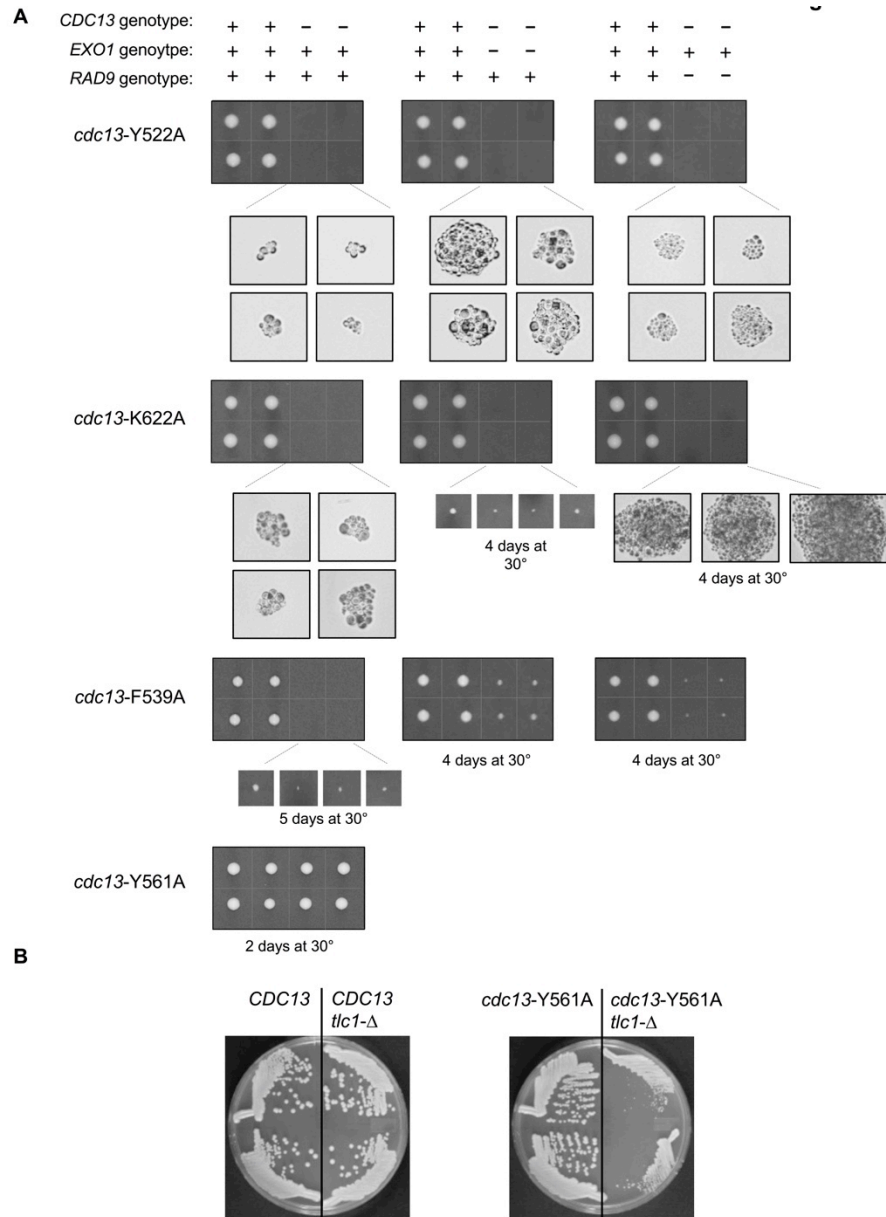 A
CDC13 genotype: + + – – + + – – + + – –
EXO1 genoytpe: + + + + + + – – + + + +
RAD9 genotype: + + + + + + + + + + – –
cdc13-Y522A
cdc13-K622A
4 days at
30°
4 days at 30°
cdc13-F539A
4 days at 30°
4 days at 30°
5 days at 30°
cdc13-Y561A
2 days at 30°
B
CDC13
CDC13
tlc1-Δ
cdc13-Y561A
cdc13-Y561A
tlc1-Δ